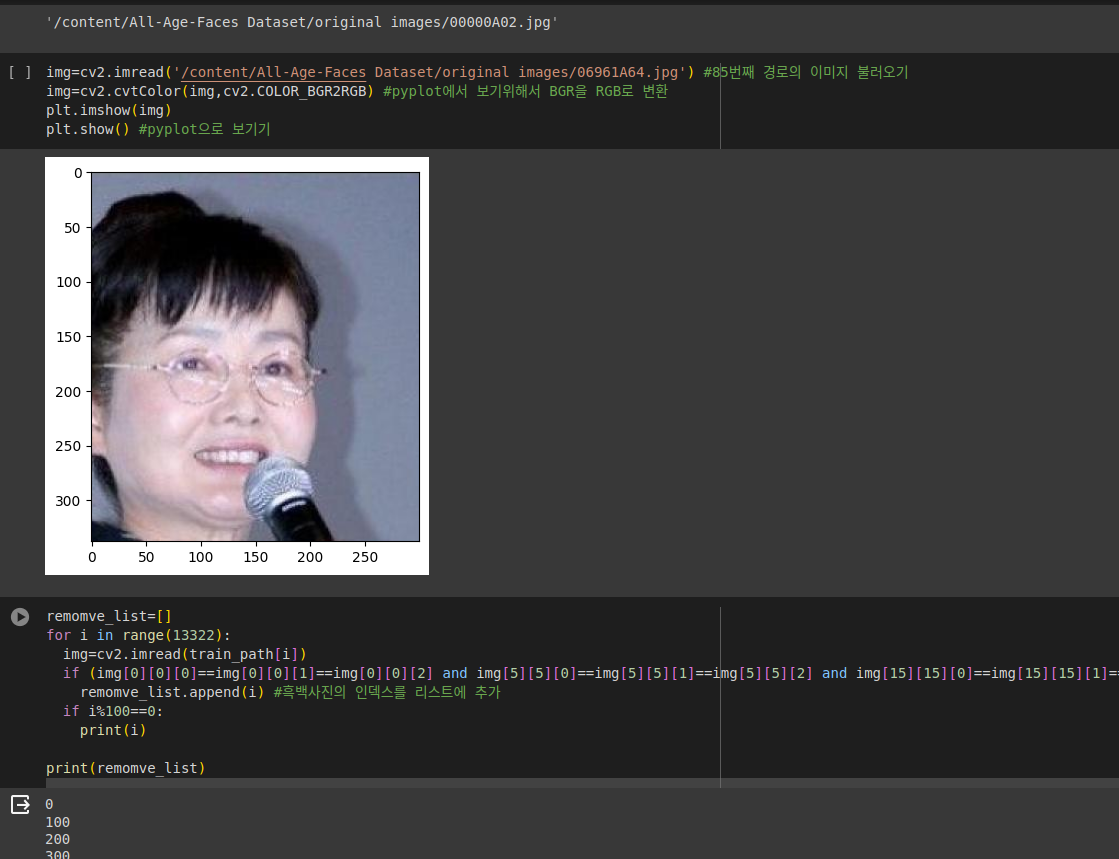 '/content/All-Age-Faces Dataset/original images/00000A02.jpg'
[ ] img=cv2.imread('/content/All-Age-Faces Dataset/original images/06961A64.jpg') #85번째 경로의 이미지 불러오기
img=cv2.cvtColor(img,cv2.COLOR_BGR2RGB) #pyplot에서 보기위해서 BGR을 RGB로 변환
plt.imshow(img)
plt.show() #pyplot으로 보기기
0
50
100
150
200
250
300
0 50 100 150 200 250
remomve_list=[]
for i in range(13322):
  img=cv2.imread(train_path[i])
  if (img[0][0][0]==img[0][0][1]==img[0][0][2] and img[5][5][0]==img[5][5][1]==img[5][5][2] and img[15][15][0]==img[15][15][1]==
    remomve_list.append(i) #흑백사진의 인덱스를 리스트에 추가
  if i%100==0:
    print(i)
print(remomve_list)
0
100
200
300